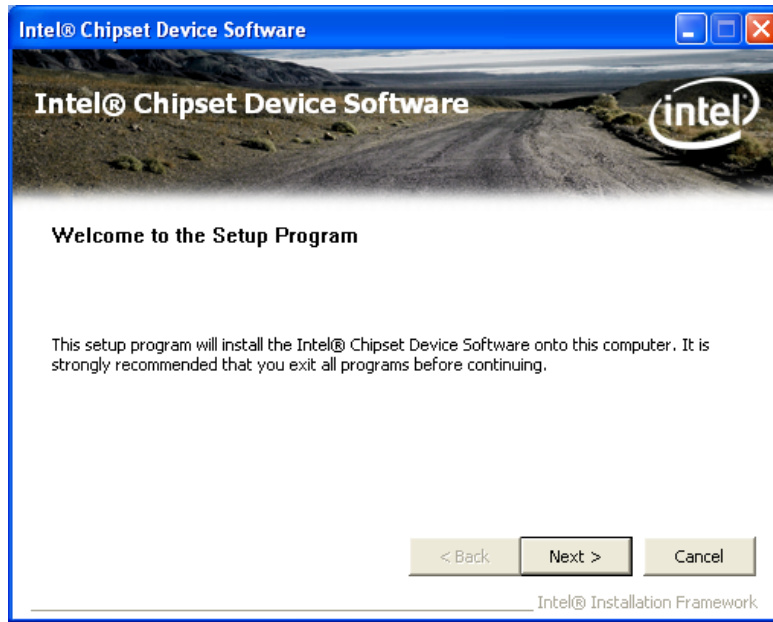 Intel® Chipset Device Software
Intel® Chipset Device Software
intel
Welcome to the Setup Program
This setup program will install the Intel® Chipset Device Software onto this computer. It is
strongly recommended that you exit all programs before continuing.
< Back
Next >
Cancel
Intel® Installation Framework